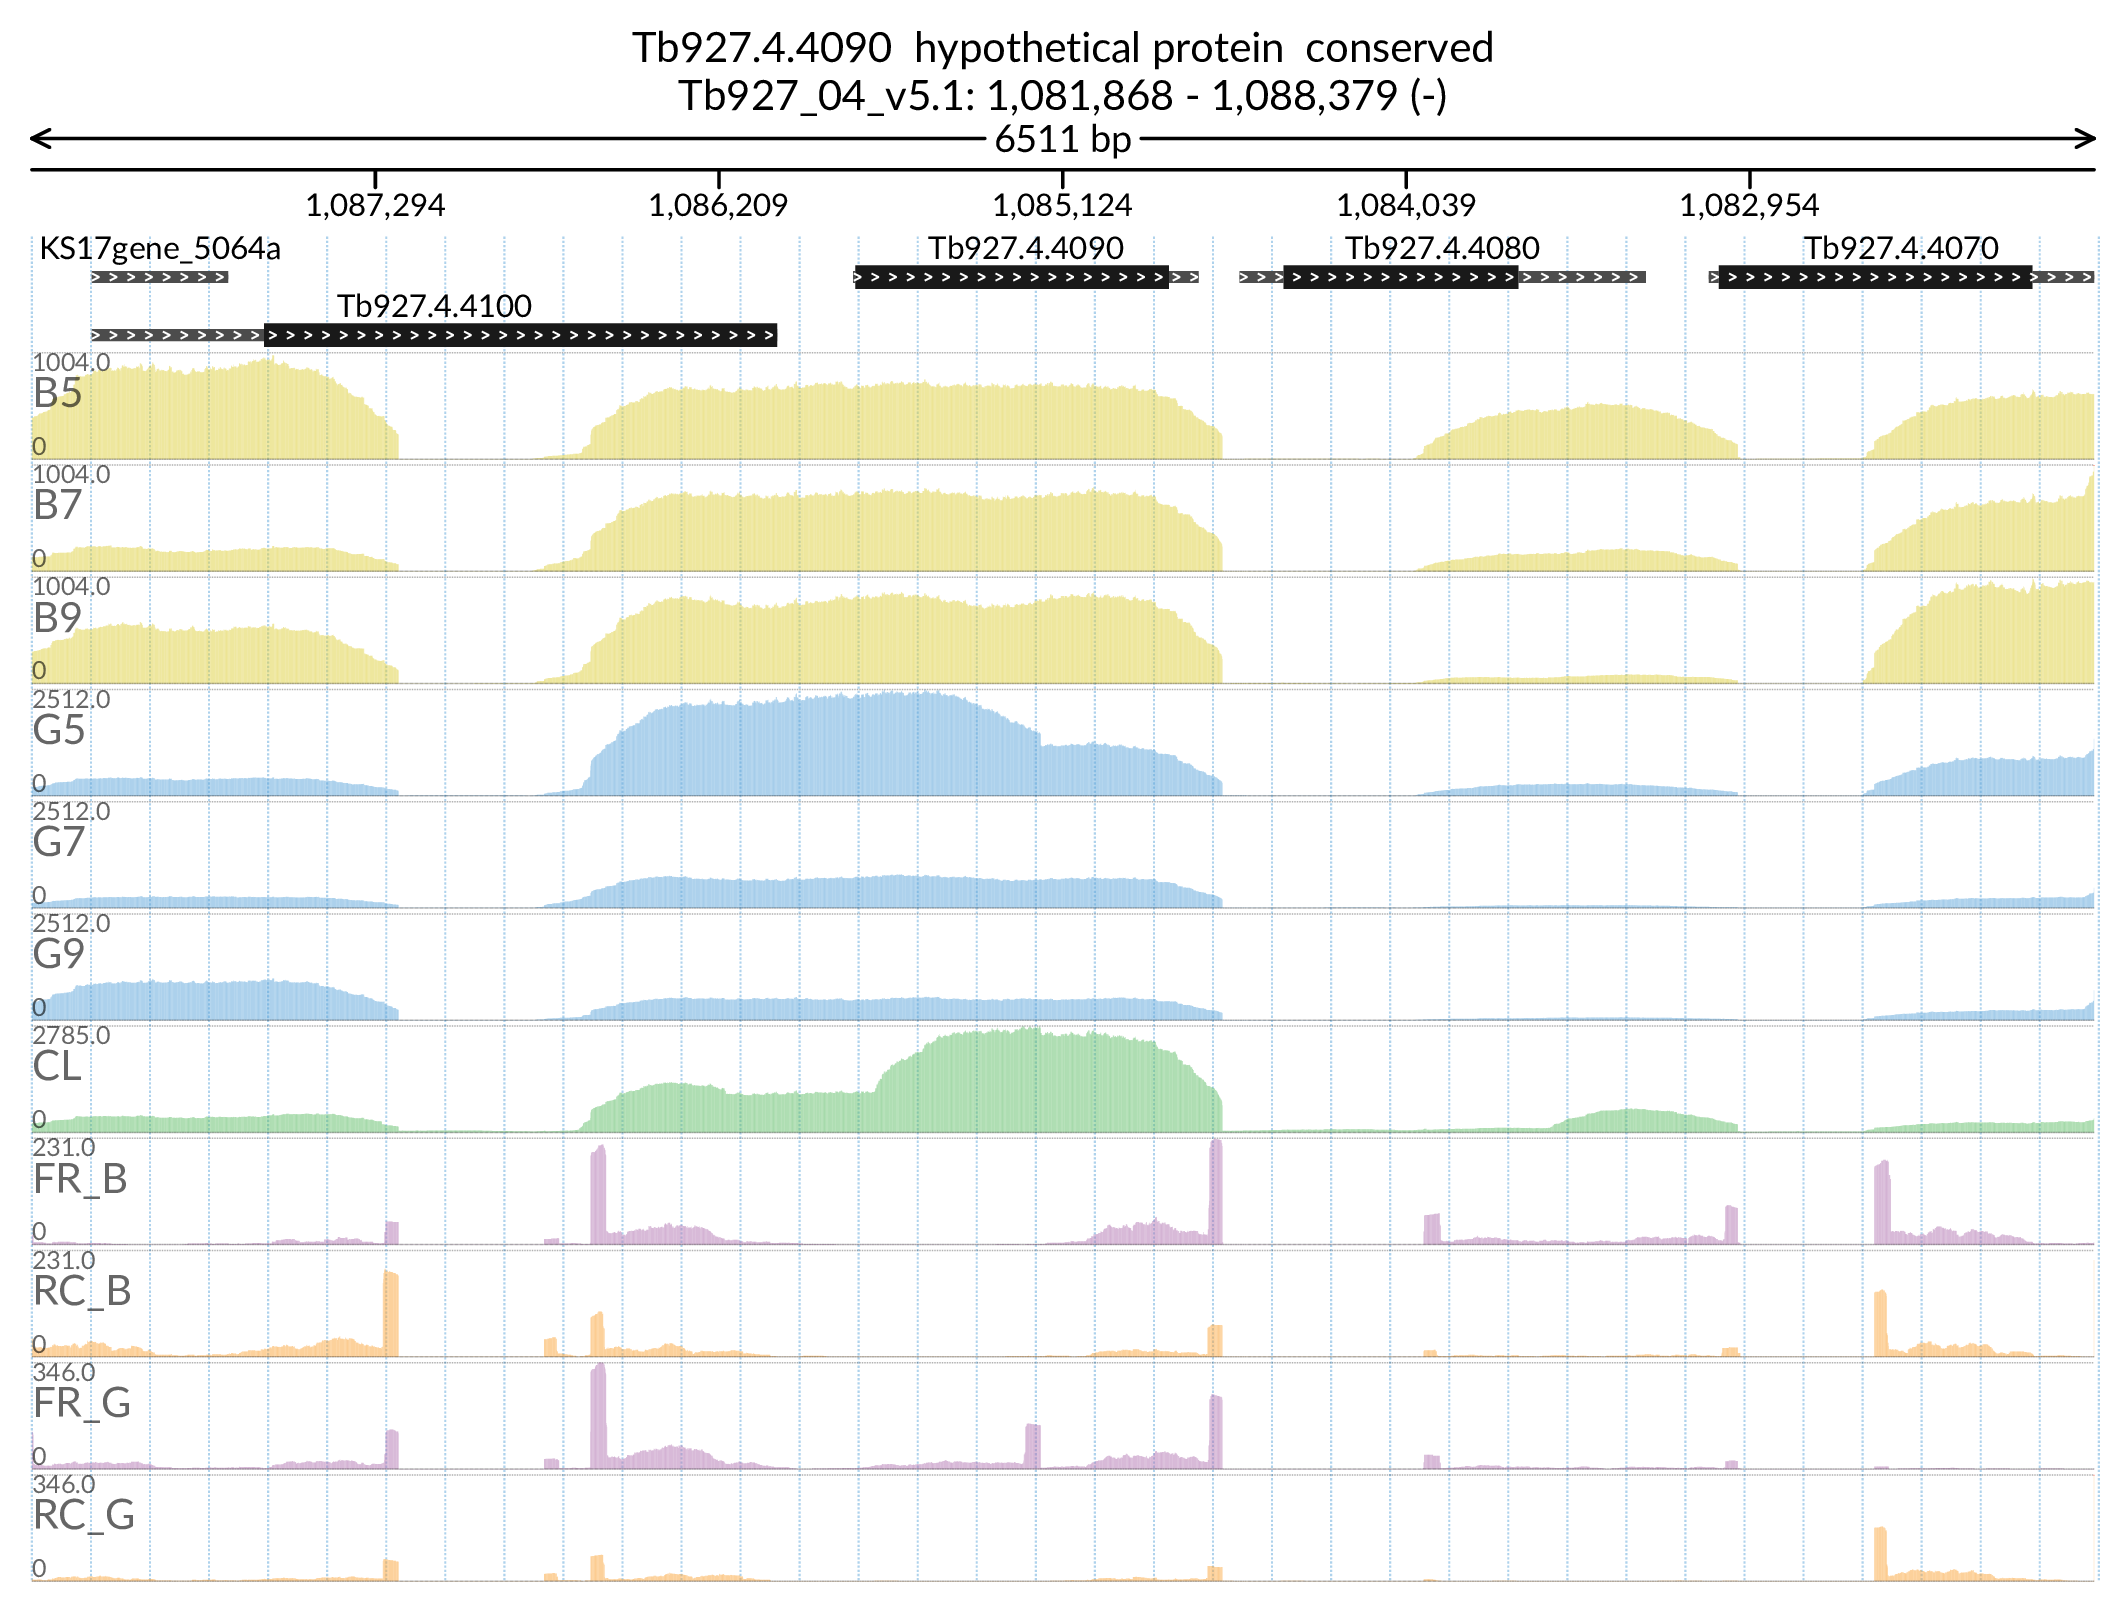 Tb927.4.4090 hypothetical protein conserved
Tb927_04_v5.1: 1,081,868 - 1,088,379 (-)
6511 bp
1,087,294 1,086,209 1,085,124 1,084,039 1,082,954
KS17gene_5064a Tb927.4.4090 Tb927.4.4080 Tb927.4.4070
Tb927.4.4100
1004.0
B5
0
1004.0
B7
0
1004.0
B9
0
2512.0
G5
0
2512.0
G7
0
2512.0
G9
0
2785.0
CL
0
231.0
FR_B
0
231.0
RC_B
0
346.0
FR_G
0
346.0
RC_G
0